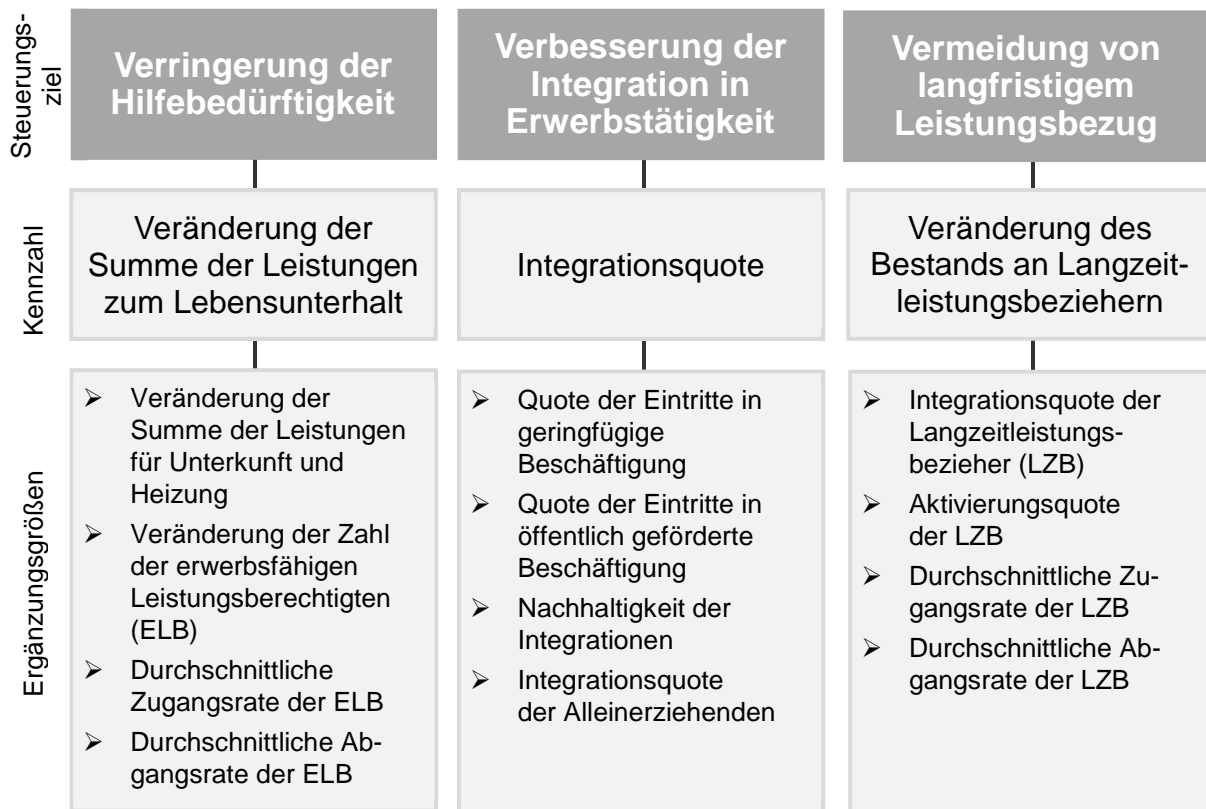 Steuerungs-
ziel
Verringerung der
Hilfebedürftigkeit
Verbesserung der
Integration in
Erwerbstätigkeit
Vermeidung von
langfristigem
Leistungsbezug
Kennzahl
Veränderung der
Summe der Leistungen
zum Lebensunterhalt
Integrationsquote
Veränderung des
Bestands an Langzeit-
leistungsbeziehern
Ergänzungsgrößen
➢ Veränderung der
Summe der Leistungen
für Unterkunft und
Heizung
➢ Veränderung der Zahl
der erwerbsfähigen
Leistungsberechtigten
(ELB)
➢ Durchschnittliche
Zugangsrate der ELB
➢ Durchschnittliche Ab-
gangsrate der ELB
➢ Quote der Eintritte in
geringfügige
Beschäftigung
➢ Quote der Eintritte in
öffentlich geförderte
Beschäftigung
➢ Nachhaltigkeit der
Integrationen
➢ Integrationsquote
der Alleinerziehenden
➢ Integrationsquote der
Langzeitleistungs-
bezieher (LZB)
➢ Aktivierungsquote
der LZB
➢ Durchschnittliche Zu-
gangsrate der LZB
➢ Durchschnittliche Ab-
gangsrate der LZB